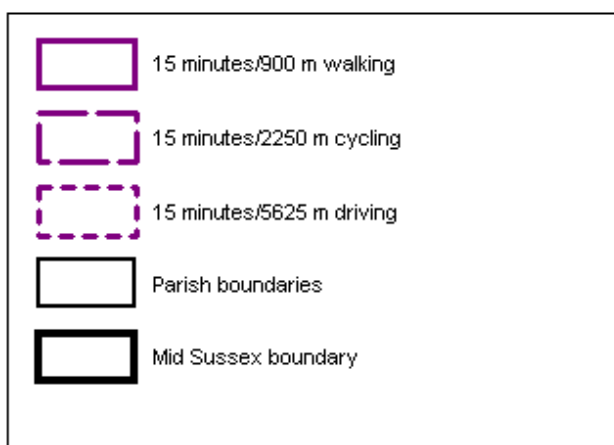 15 minutes/900 m walking
15 minutes/2250 m cycling
15 minutes/5625 m driving
Parish boundaries
Mid Sussex boundary